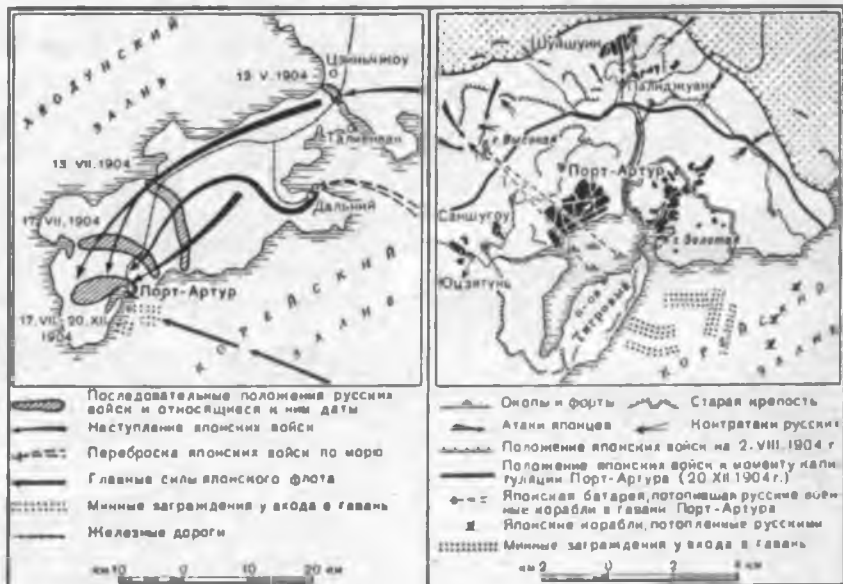 ЛЯОДУНСКИЙ
ЗАЛИВ
Цзиньчжоу
13.V.1904
Талиенван
13.VII.1904
Дальний
17.VII.1904
Порт-Артур
17.VII-20.XII
1904
КОРЕЙСКИЙ
ЗАЛИВ
Последовательные положения русских
войск и относящиеся к ним даты
Наступление японских войск
Переброска японских войск по морю
Главные силы японского флота
Минные заграждения у входа в гавань
Железные дороги
км 10 0 10 20 км
Шуйшуин
Палиджуан
г. Высокая
Порт-Артур
Саншугоу
г. Золотая
Юцзятунь
п-ов
Тигровый
КОРЕЙСКИЙ
ЗАЛИВ
Окопы и форты Старая крепость
Атаки японцев Контратаки русских
Положение японских войск на 2.VIII.1904 г
Положение японских войск к моменту капи
туляции Порт-Артура (20 XII 1904 г.)
Японская батарея, потопившая русские воен
ные корабли в гавани Порт-Артура
Японские корабли, потопленные русскими
Минные заграждения у входа в гавань
км 2 0 2 4 км